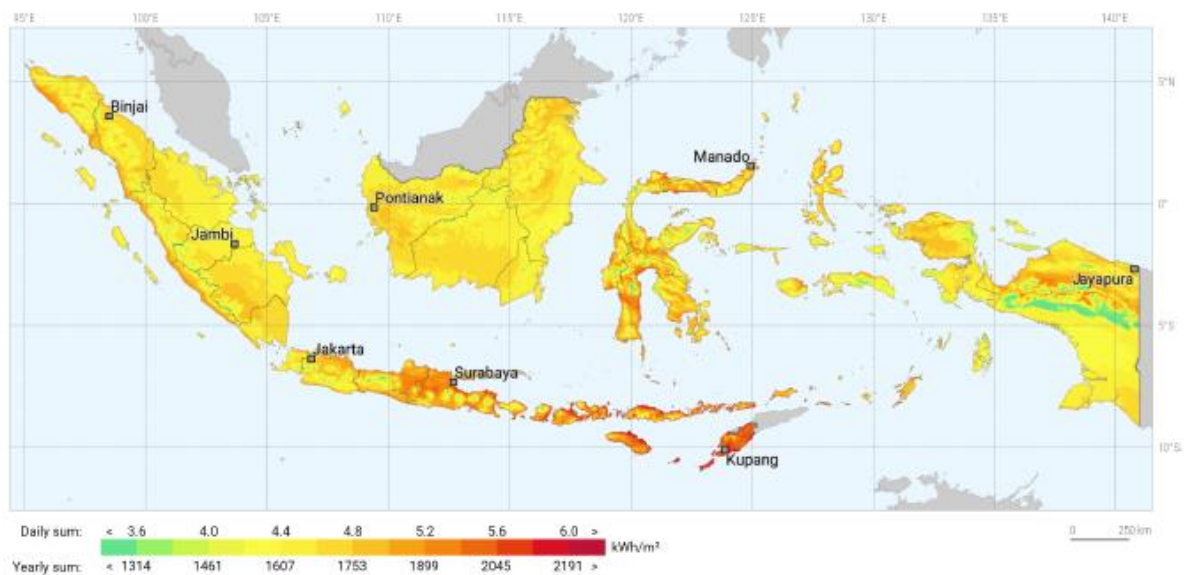 95°E 100°E 105°E 110°E 115°E 120°E 125°E 130°E 135°E 140°E
5°N
Binjai
Manado
Pontianak
0°
Jambi
Jayapura
5°S
Jakarta
Surabaya
10°S
Kupang
Daily sum: < 3.6 4.0 4.4 4.8 5.2 5.6 6.0 >
kWh/m²
Yearly sum: < 1314 1461 1607 1753 1899 2045 2191 >
0 250 km